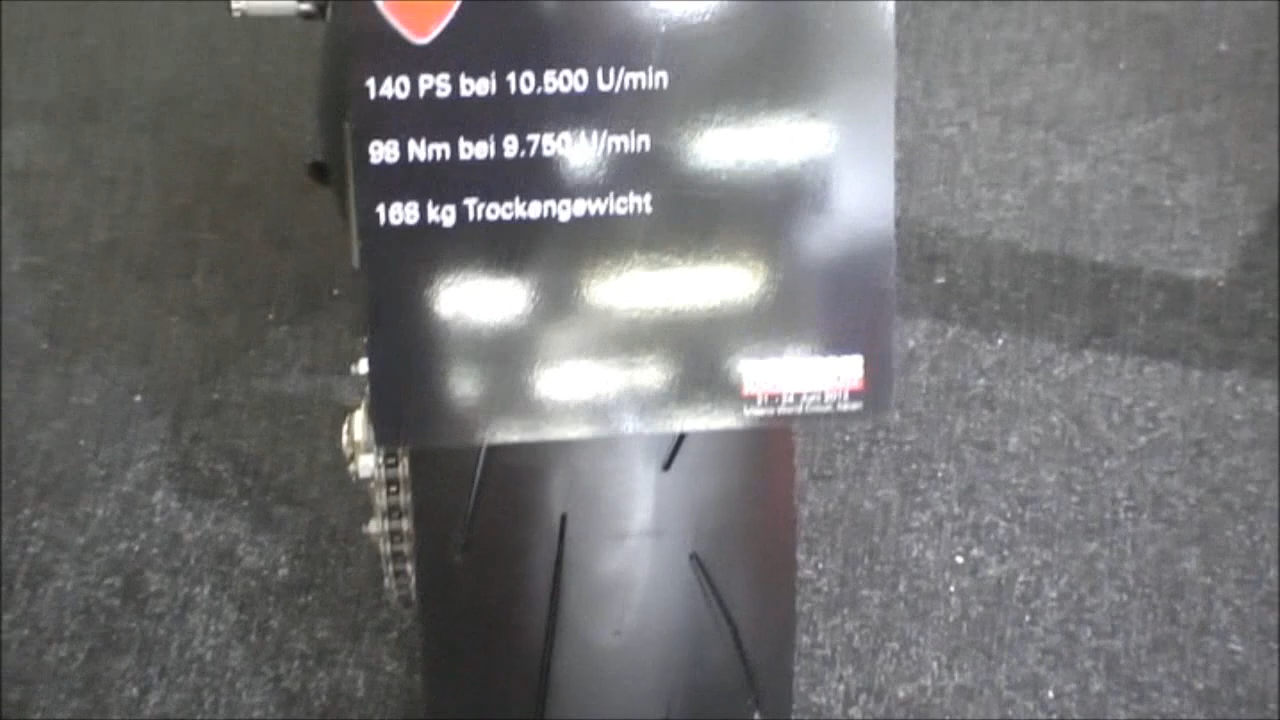 140 PS bei 10.500 U/min
98 Nm bei 9.750 U/min
168 kg Trockengewicht